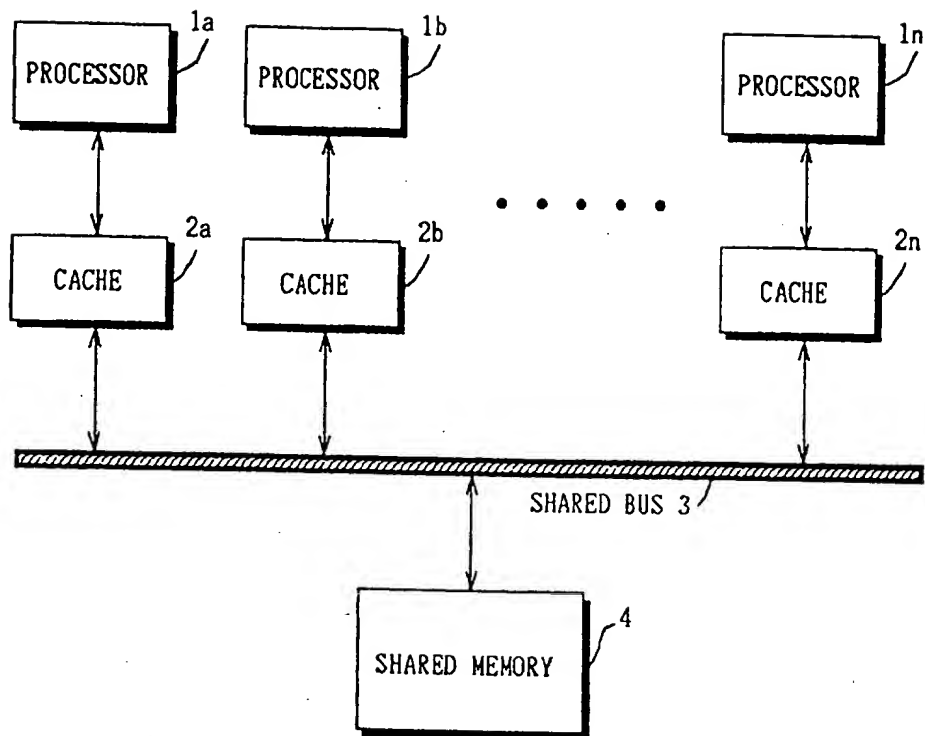 1a
1b
1n
PROCESSOR
PROCESSOR
PROCESSOR
2a
2b
2n
CACHE
CACHE
CACHE
SHARED BUS 3
4
SHARED MEMORY